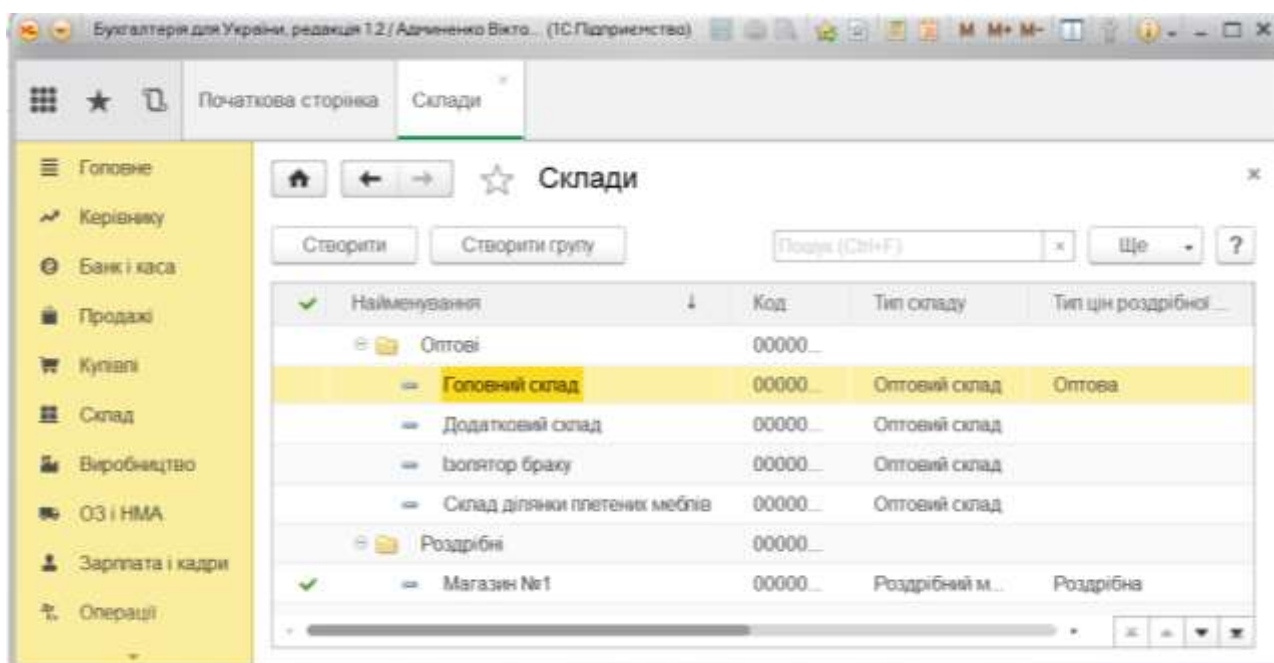 Бухгалтерія для України, редакція 1.2 / Админенко Вікто... (1С:Підприємство) M M+ M-
Початкова сторінка Склади
Головне
Керівнику
Банк і каса
Продажі
Купівлі
Склад
Виробництво
ОЗ і НМА
Зарплата і кадри
Операції
Склади
Створити Створити групу Пошук (Ctrl+F) × Ще ?
Найменування ↓ Код Тип складу Тип цін роздрібної ...
Оптові 00000...
Головний склад 00000... Оптовий склад Оптова
Додатковий склад 00000... Оптовий склад
Ізолятор браку 00000... Оптовий склад
Склад ділянки плетених меблів 00000... Оптовий склад
Роздрібні 00000...
Магазин №1 00000... Роздрібний м... Роздрібна